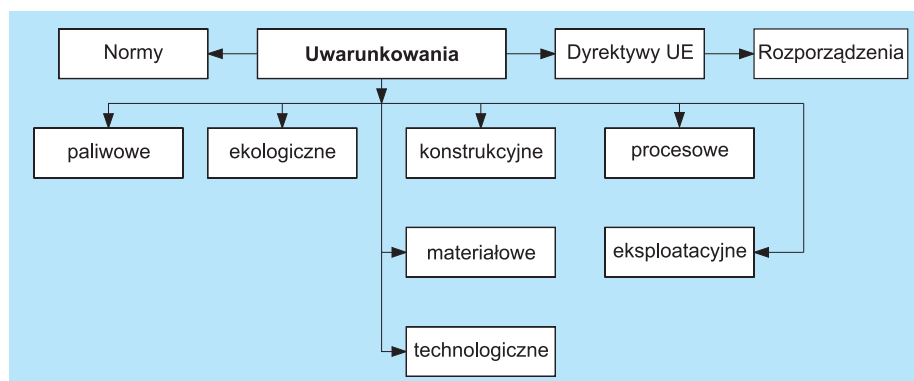 Normy
Uwarunkowania
Dyrektywy UE
Rozporządzenia
paliwowe
ekologiczne
konstrukcyjne
procesowe
materiałowe
eksploatacyjne
technologiczne